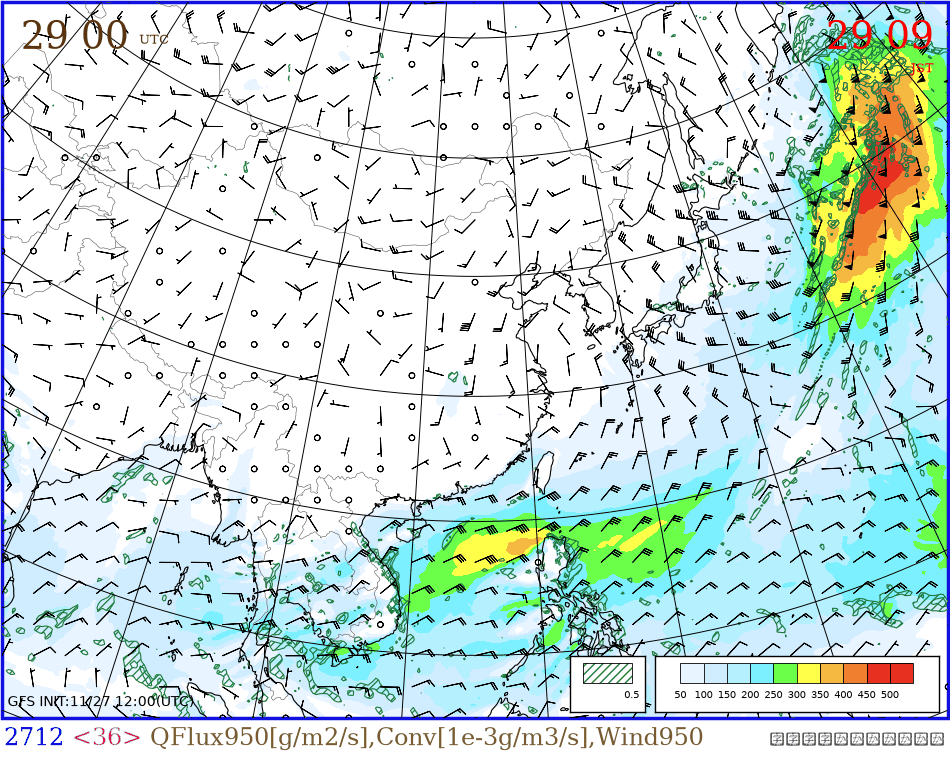 29 00 UTC
29 09
JST
0.5
50 100 150 200 250 300 350 400 450 500
GFS INIT:11/27 12:00(UTC)
2712 <36> QFlux950[g/m2/s],Conv[1e-3g/m3/s],Wind950